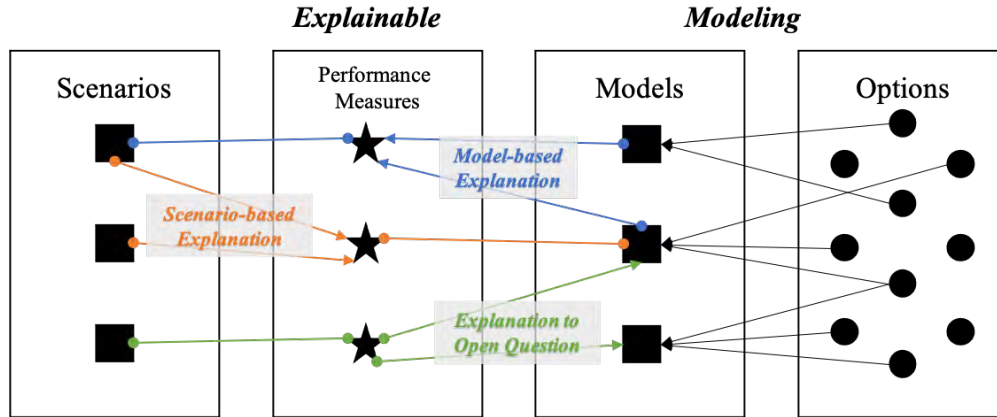 Explainable
Modeling
Scenarios
Performance
Measures
Models
Options
Model-based
Explanation
Scenario-based
Explanation
Explanation to
Open Question